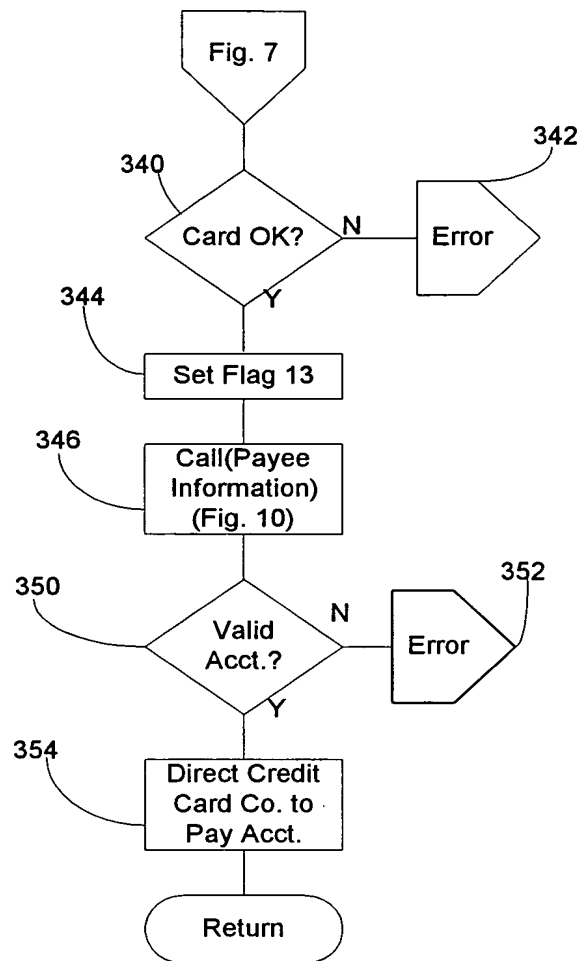 Fig. 7
340
342
Card OK?
N
Error
Y
344
Set Flag 13
346
Call(Payee
Information)
(Fig. 10)
350
352
Valid
Acct.?
N
Error
Y
354
Direct Credit
Card Co. to
Pay Acct.
Return